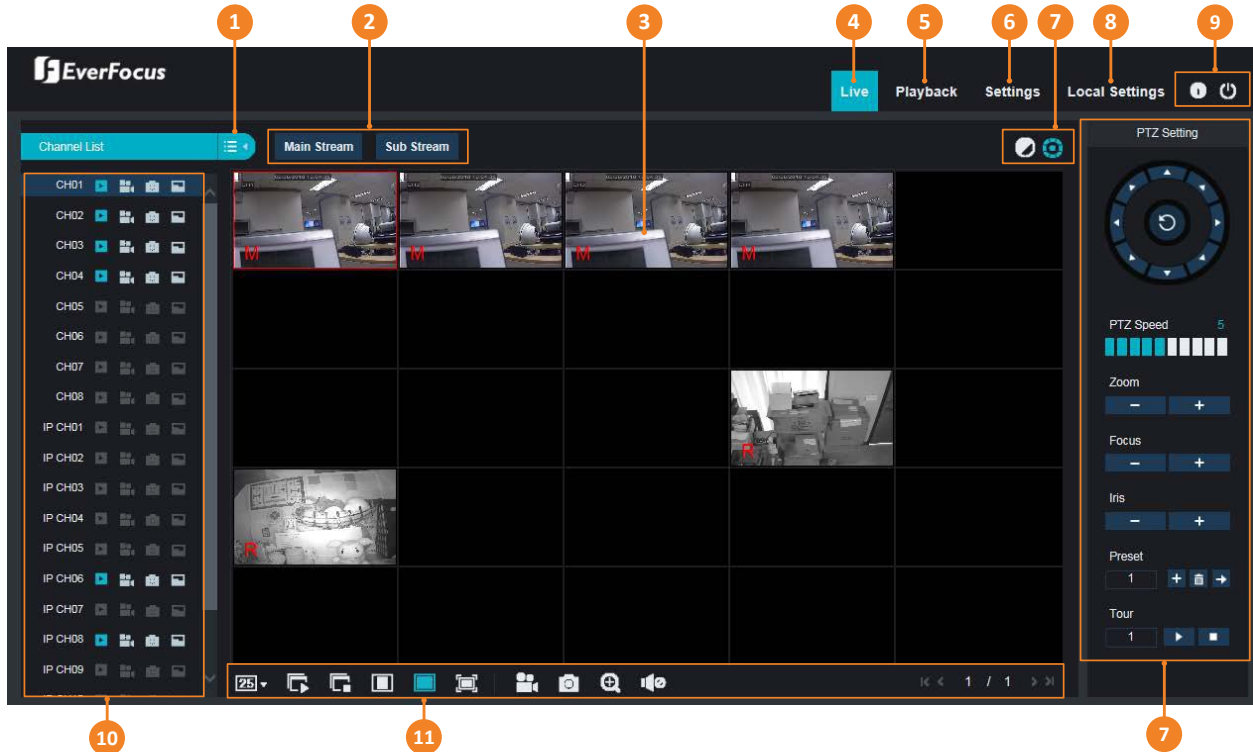 1 2 3 4 5 6 7 8 9
EverFocus
Live Playback Settings Local Settings
Channel List
Main Stream Sub Stream
PTZ Setting
CH01
CH02
CH03
CH04
CH05
CH06
CH07
CH08
IP CH01
IP CH02
IP CH03
IP CH04
IP CH05
IP CH06
IP CH07
IP CH08
IP CH09
M M M M
R
R
PTZ Speed 5
Zoom
− +
Focus
− +
Iris
− +
Preset
1
Tour
1
25
1 / 1
10 11 7